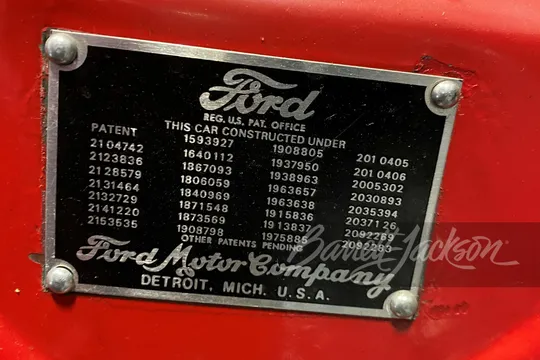 Ford
REG. U.S. PAT. OFFICE
THIS CAR CONSTRUCTED UNDER
PATENT 1593927 1908805 2010405
2104742 1640112 1937950 2010406
2123836 1867093 1938963 2005302
2128579 1806059 1963657 2030893
2131464 1840969 1963638 2035394
2132729 1871548 1915836 2037126
2141220 1873569 1913837 2092269
2153535 1908798 1975885 2092283
OTHER PATENTS PENDING
Ford Motor Company
DETROIT, MICH. U.S.A.
Barrett-Jackson